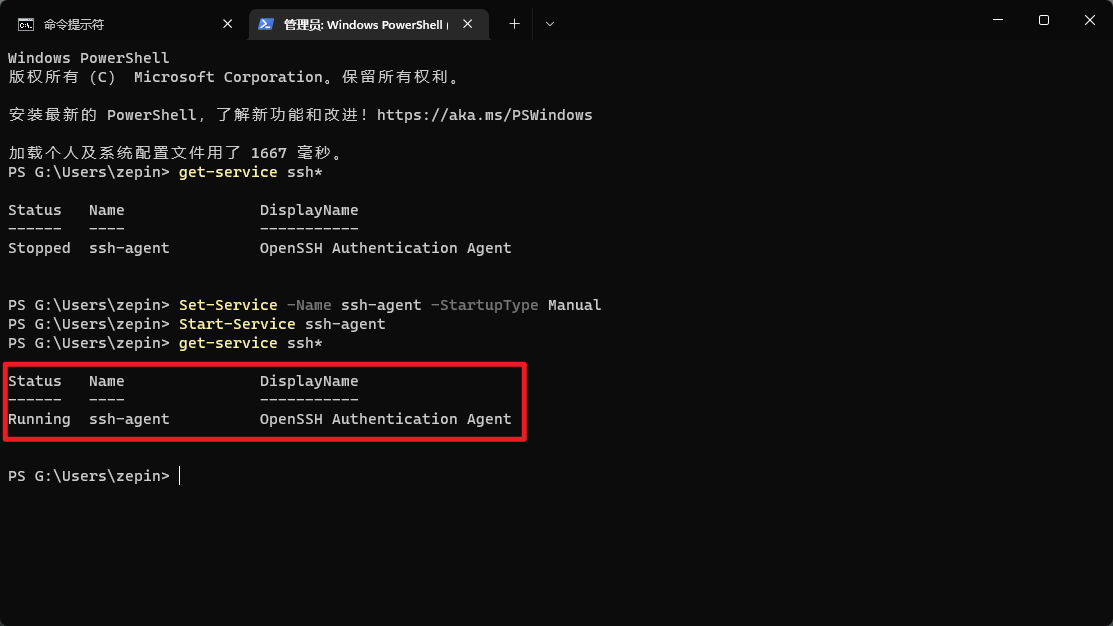 命令提示符
管理员: Windows PowerShell (
Windows PowerShell
版权所有 (C)  Microsoft Corporation。保留所有权利。
安装最新的 PowerShell，了解新功能和改进！https://aka.ms/PSWindows
加载个人及系统配置文件用了 1667 毫秒。
PS G:\Users\zepin> get-service ssh*
Status   Name               DisplayName
------   ----               -----------
Stopped  ssh-agent          OpenSSH Authentication Agent
PS G:\Users\zepin> Set-Service -Name ssh-agent -StartupType Manual
PS G:\Users\zepin> Start-Service ssh-agent
PS G:\Users\zepin> get-service ssh*
Status   Name               DisplayName
------   ----               -----------
Running  ssh-agent          OpenSSH Authentication Agent
PS G:\Users\zepin>